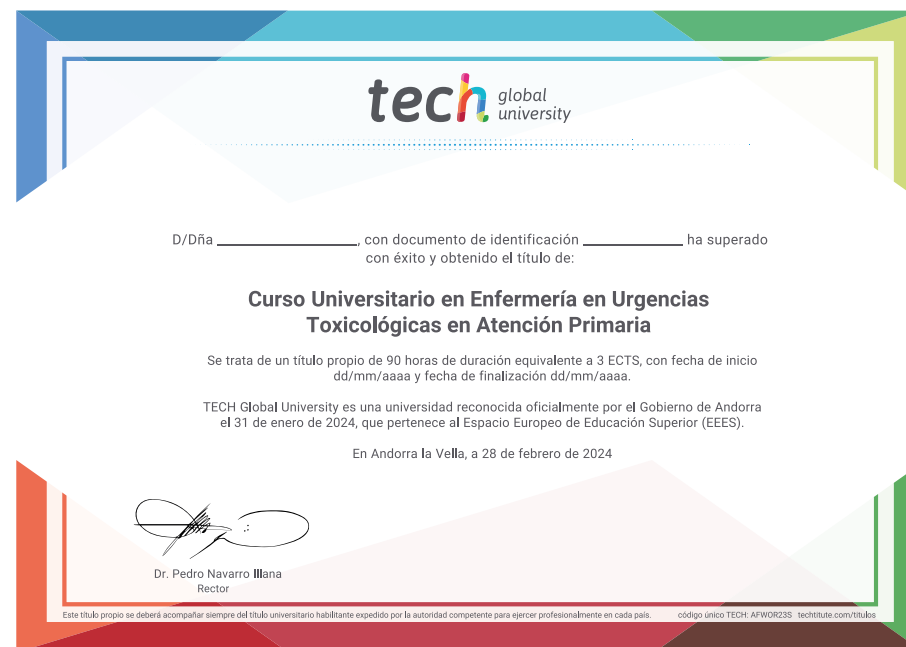 tech global university
D/Dña ____________________, con documento de identificación ______________ ha superado
con éxito y obtenido el título de:
Curso Universitario en Enfermería en Urgencias
Toxicológicas en Atención Primaria
Se trata de un título propio de 90 horas de duración equivalente a 3 ECTS, con fecha de inicio
dd/mm/aaaa y fecha de finalización dd/mm/aaaa.
TECH Global University es una universidad reconocida oficialmente por el Gobierno de Andorra
el 31 de enero de 2024, que pertenece al Espacio Europeo de Educación Superior (EEES).
En Andorra la Vella, a 28 de febrero de 2024
Dr. Pedro Navarro Illana
Rector
Este título propio se deberá acompañar siempre del título universitario habilitante expedido por la autoridad competente para ejercer profesionalmente en cada país. código único TECH: AFWOR23S techtitute.com/titulos